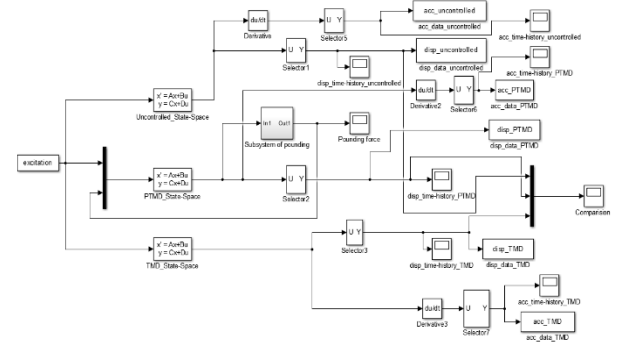 du/dt
Derivative
U Y
Selector5
acc_uncontrolled
acc_data_uncontrolled
acc_time-history_uncontrolled
U Y
Selector1
disp_uncontrolled
disp_data_uncontrolled
disp_time-history_uncontrolled
acc_time-history_PTMD
x' = Ax+Bu
y = Cx+Du
Uncontrolled_State-Space
du/dt
Derivative2
U Y
Selector6
acc_PTMD
acc_data_PTMD
In1 Out1
Subsystem of pounding
Pounding force
disp_PTMD
disp_data_PTMD
excitation
x' = Ax+Bu
y = Cx+Du
PTMD_State-Space
U Y
Selector2
disp_time-history_PTMD
Comparison
x' = Ax+Bu
y = Cx+Du
TMD_State-Space
U Y
Selector3
disp_time-history_TMD
disp_TMD
disp_data_TMD
du/dt
Derivative3
U Y
Selector7
acc_time-history_TMD
acc_TMD
acc_data_TMD